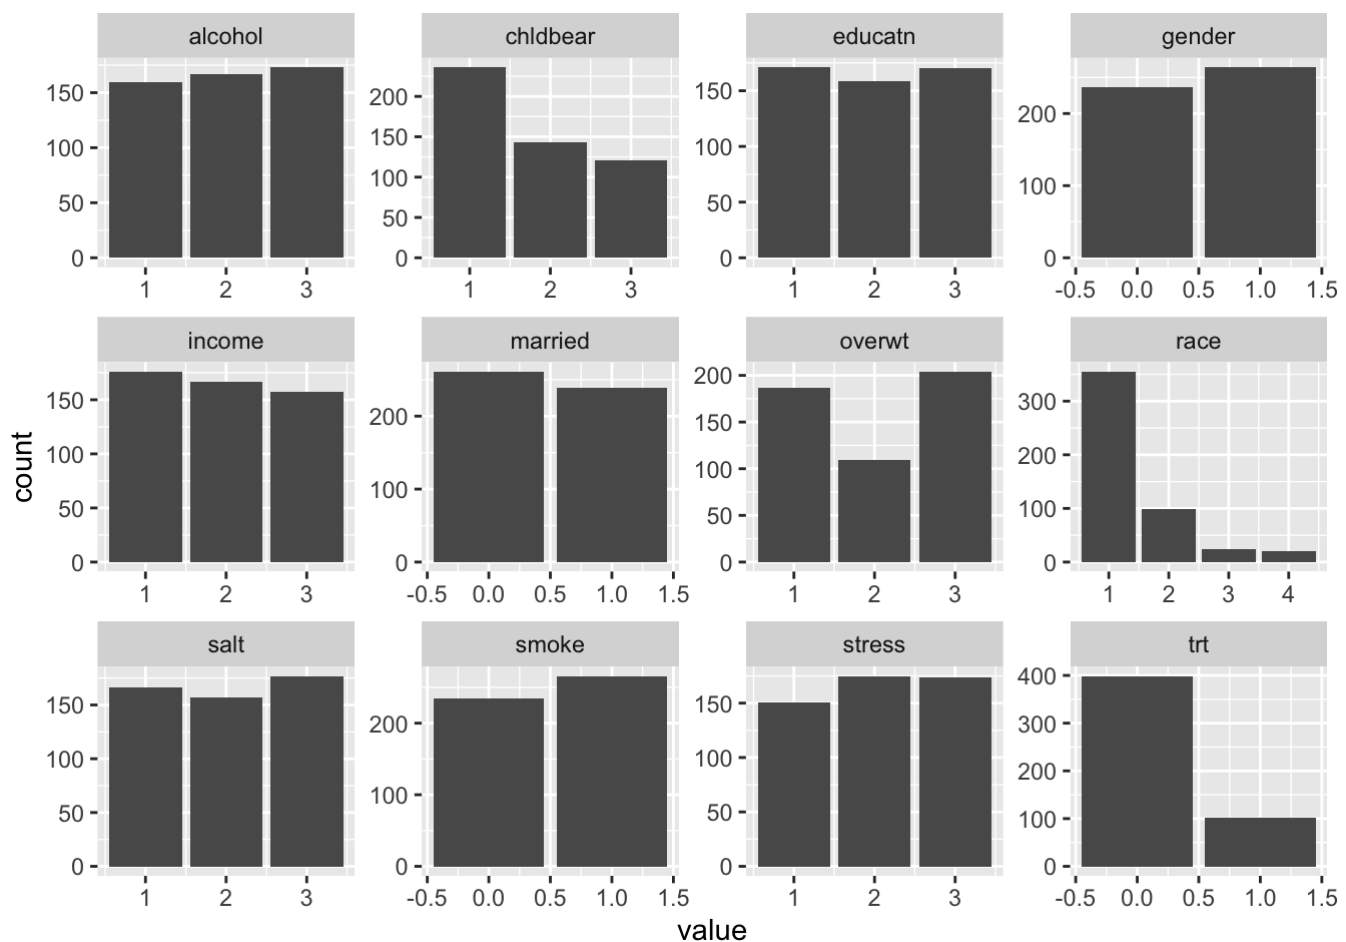 alcohol chldbear educatn gender
150 100 50 0
1 2 3
200 150 100 50 0
1 2 3
150 100 50 0
1 2 3
200 100 0
-0.5 0.0 0.5 1.0 1.5
income married overwt race
150 100 50 0
1 2 3
200 100 0
-0.5 0.0 0.5 1.0 1.5
200 150 100 50 0
1 2 3
300 200 100 0
1 2 3 4
salt smoke stress trt
150 100 50 0
1 2 3
200 100 0
-0.5 0.0 0.5 1.0 1.5
150 100 50 0
1 2 3
400 300 200 100 0
-0.5 0.0 0.5 1.0 1.5
count
value